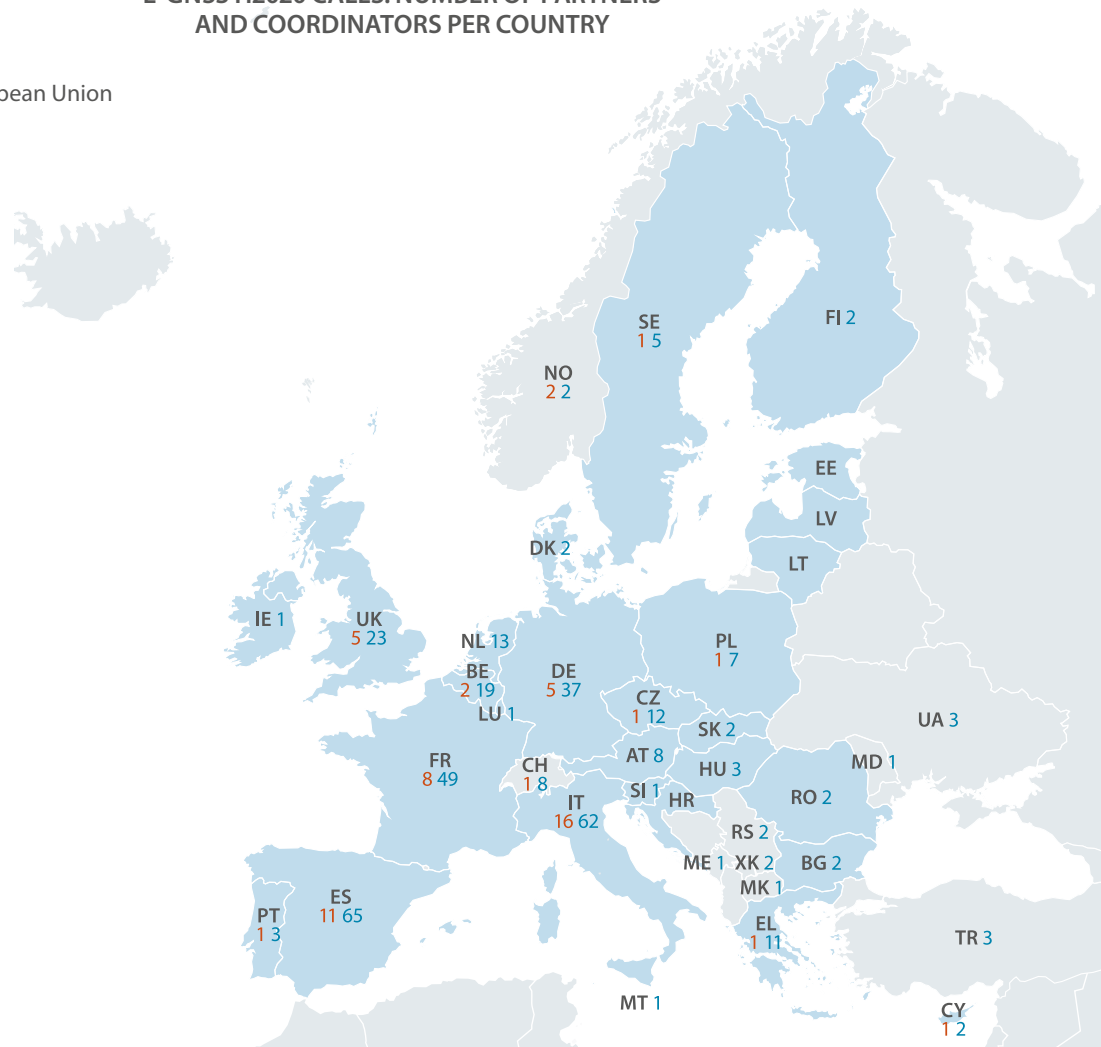 AND COORDINATORS PER COUNTRY
pean Union
SE
1 5
FI 2
NO
2 2
EE
LV
DK 2
LT
IE 1
UK
5 23
NL 13
PL
1 7
BE
2 19
DE
5 37
CZ
1 12
LU 1
SK 2
UA 3
AT 8
MD 1
FR
8 49
CH
1 8
HU 3
SI 1
HR
RO 2
IT
16 62
RS 2
ME 1
XK 2
BG 2
MK 1
ES
11 65
PT
1 3
EL
1 11
TR 3
MT 1
CY
1 2